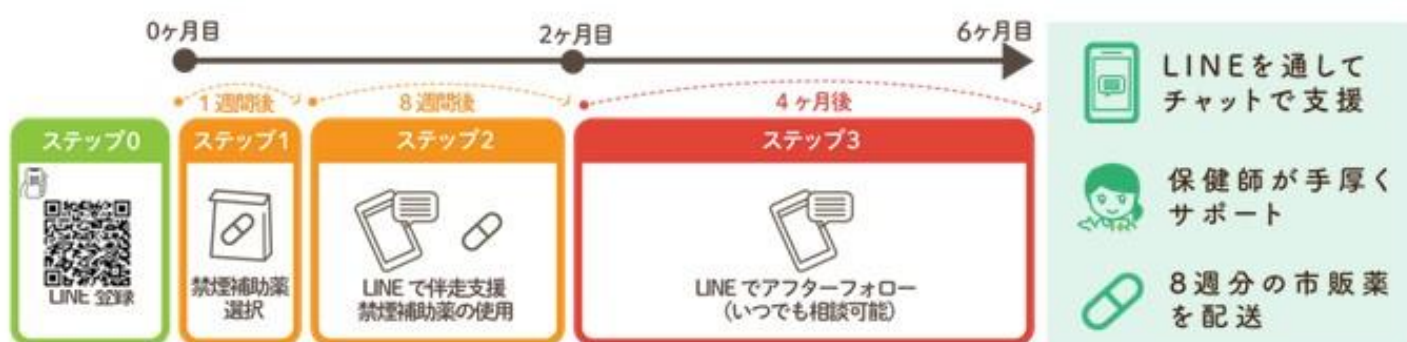 0ヶ月目
2ヶ月目
6ヶ月目
1週間後
8週間後
4ヶ月後
ステップ0
ステップ1
ステップ2
ステップ3
LINE 登録
禁煙補助薬
選択
LINEで伴走支援
禁煙補助薬の使用
LINEでアフターフォロー
(いつでも相談可能)
LINEを通して
チャットで支援
保健師が手厚く
サポート
8週分の市販薬
を配送